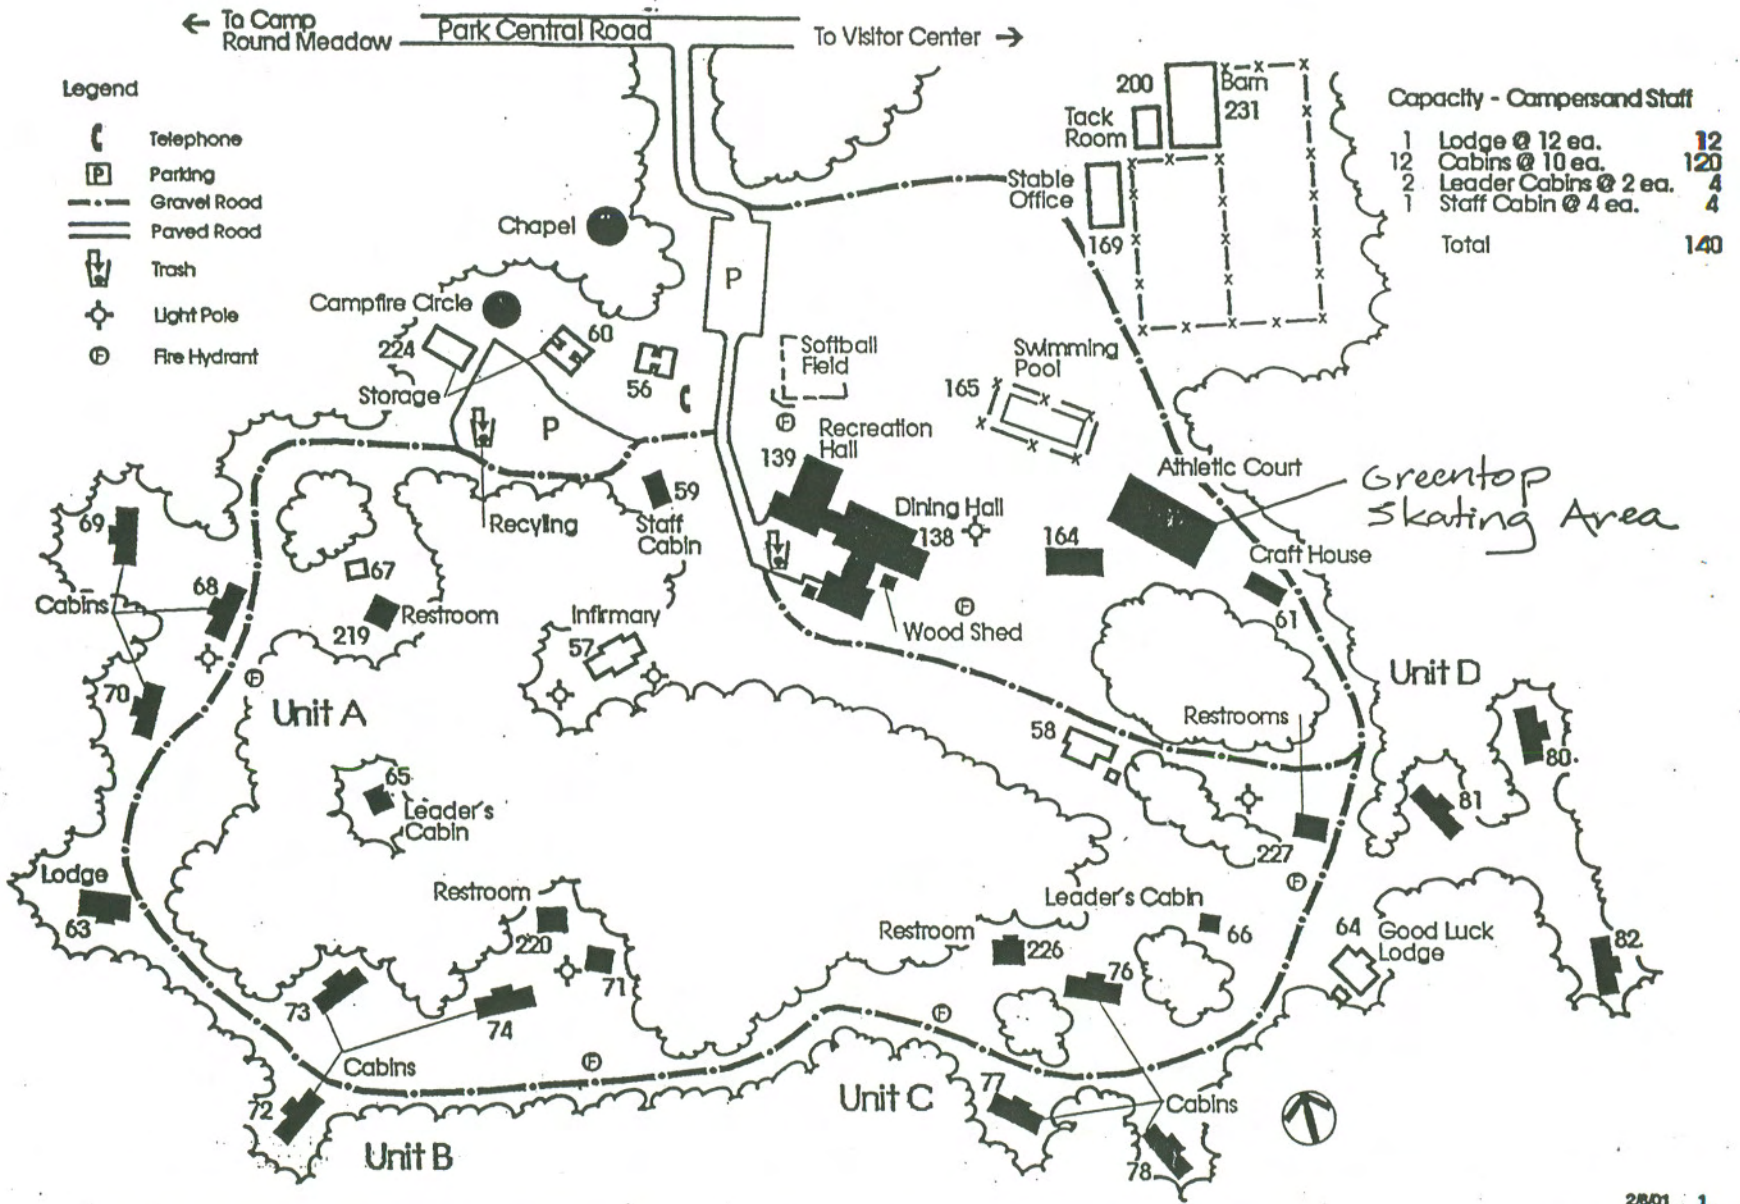 ← To Camp
Round Meadow
Park Central Road
To Visitor Center →
Legend
Telephone
P Parking
Gravel Road
Paved Road
Trash
Light Pole
F Fire Hydrant
Capacity - Campersand Staff
1 Lodge @ 12 ea. 12
12 Cabins @ 10 ea. 120
2 Leader Cabins @ 2 ea. 4
1 Staff Cabin @ 4 ea. 4
Total 140
200
Barn
231
Tack
Room
Stable
Office
169
Chapel
P
Campfire Circle
224
60
56
Storage
P
Softball
Field
Swimming
Pool
165
F
Recreation
Hall
139
Athletic Court
Greentop
Skating Area
59
Staff
Cabin
Recyling
Dining Hall
138
164
Craft House
61
69
68
Cabins
70
67
Restroom
219
Infirmary
57
F
Wood Shed
F
Unit A
Unit D
Restrooms
58
80
81
65
Leader's
Cabin
227
F
Lodge
63
Restroom
220
71
Leader's Cabin
66
Restroom
226
76
64
Good Luck
Lodge
82
73
74
F
Cabins
F
72
Unit B
Unit C
77
Cabins
78
2/8/01 1